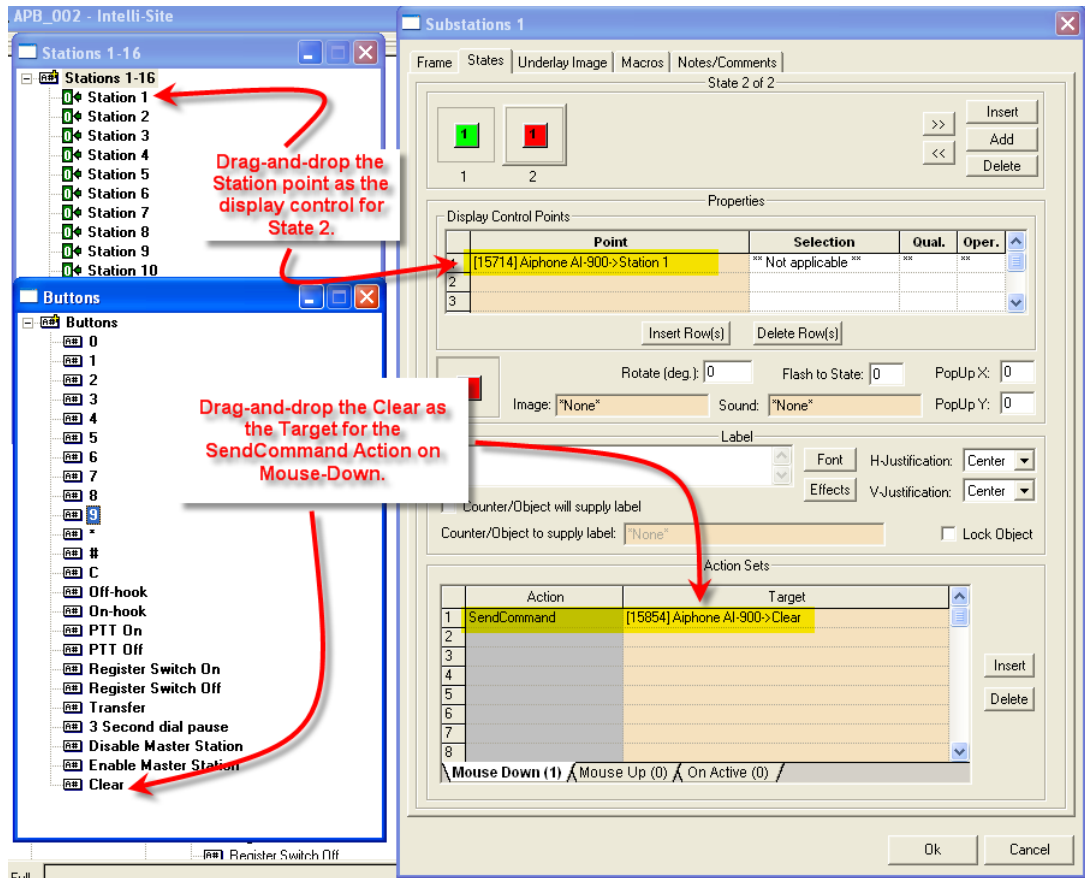 APB_002 - Intelli-Site
Stations 1-16
Stations 1-16
Station 1
Station 2
Station 3
Station 4
Station 5
Station 6
Station 7
Station 8
Station 9
Station 10
Drag-and-drop the
Station point as the
display control for
State 2.
Buttons
Buttons
0
1
2
3
4
5
6
7
8
9
*
#
C
Off-hook
On-hook
PTT On
PTT Off
Register Switch On
Register Switch Off
Transfer
3 Second dial pause
Disable Master Station
Enable Master Station
Clear
Register Switch Off
Drag-and-drop the Clear as
the Target for the
SendCommand Action on
Mouse-Down.
Substations 1
Frame States Underlay Image Macros Notes/Comments
State 2 of 2
1 1
1 2
>> Insert
Add
<< Delete
Properties
Display Control Points
Point Selection Qual. Oper.
[15714] Aiphone AI-900->Station 1 ** Not applicable ** ** **
2
3
Insert Row(s) Delete Row(s)
Rotate (deg.): 0 Flash to State: 0 PopUp X: 0
Image: *None* Sound: *None* PopUp Y: 0
Label
Font H-Justification: Center
Effects V-Justification: Center
Counter/Object will supply label
Counter/Object to supply label: *None* Lock Object
Action Sets
Action Target
1 SendCommand [15854] Aiphone AI-900->Clear
2
3
4
5
6
7
8
Insert
Delete
Mouse Down (1) Mouse Up (0) On Active (0)
Ok Cancel